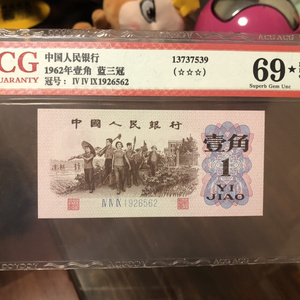 ACG
GUARANTY
中国人民银行
1962年壹角 蓝三冠
冠号: IV IV IX1926562
13737539
(☆☆☆)
69★
Superb Gem Unc
中國人民銀行
壹角
1
YI
JIAO
IV IV IX 1926562